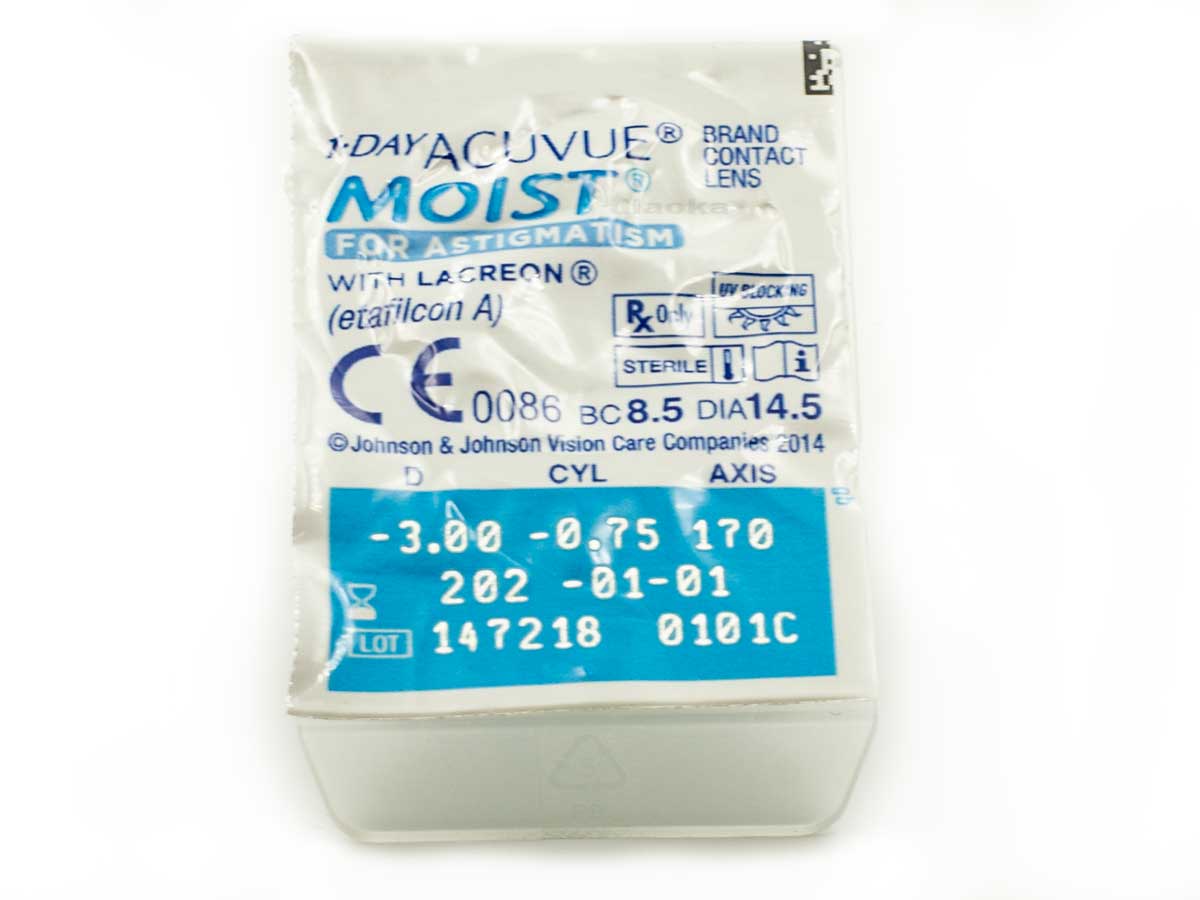 1·DAY ACUVUE® BRAND CONTACT LENS
MOIST®
FOR ASTIGMATISM
WITH LACREON®
(etafilcon A)
Rx Only
UV BLOCKING
STERILE
CE 0086 BC 8.5 DIA 14.5
©Johnson & Johnson Vision Care Companies 2014
D CYL AXIS
-3.00 -0.75 170
202 -01-01
LOT 147218 0101C